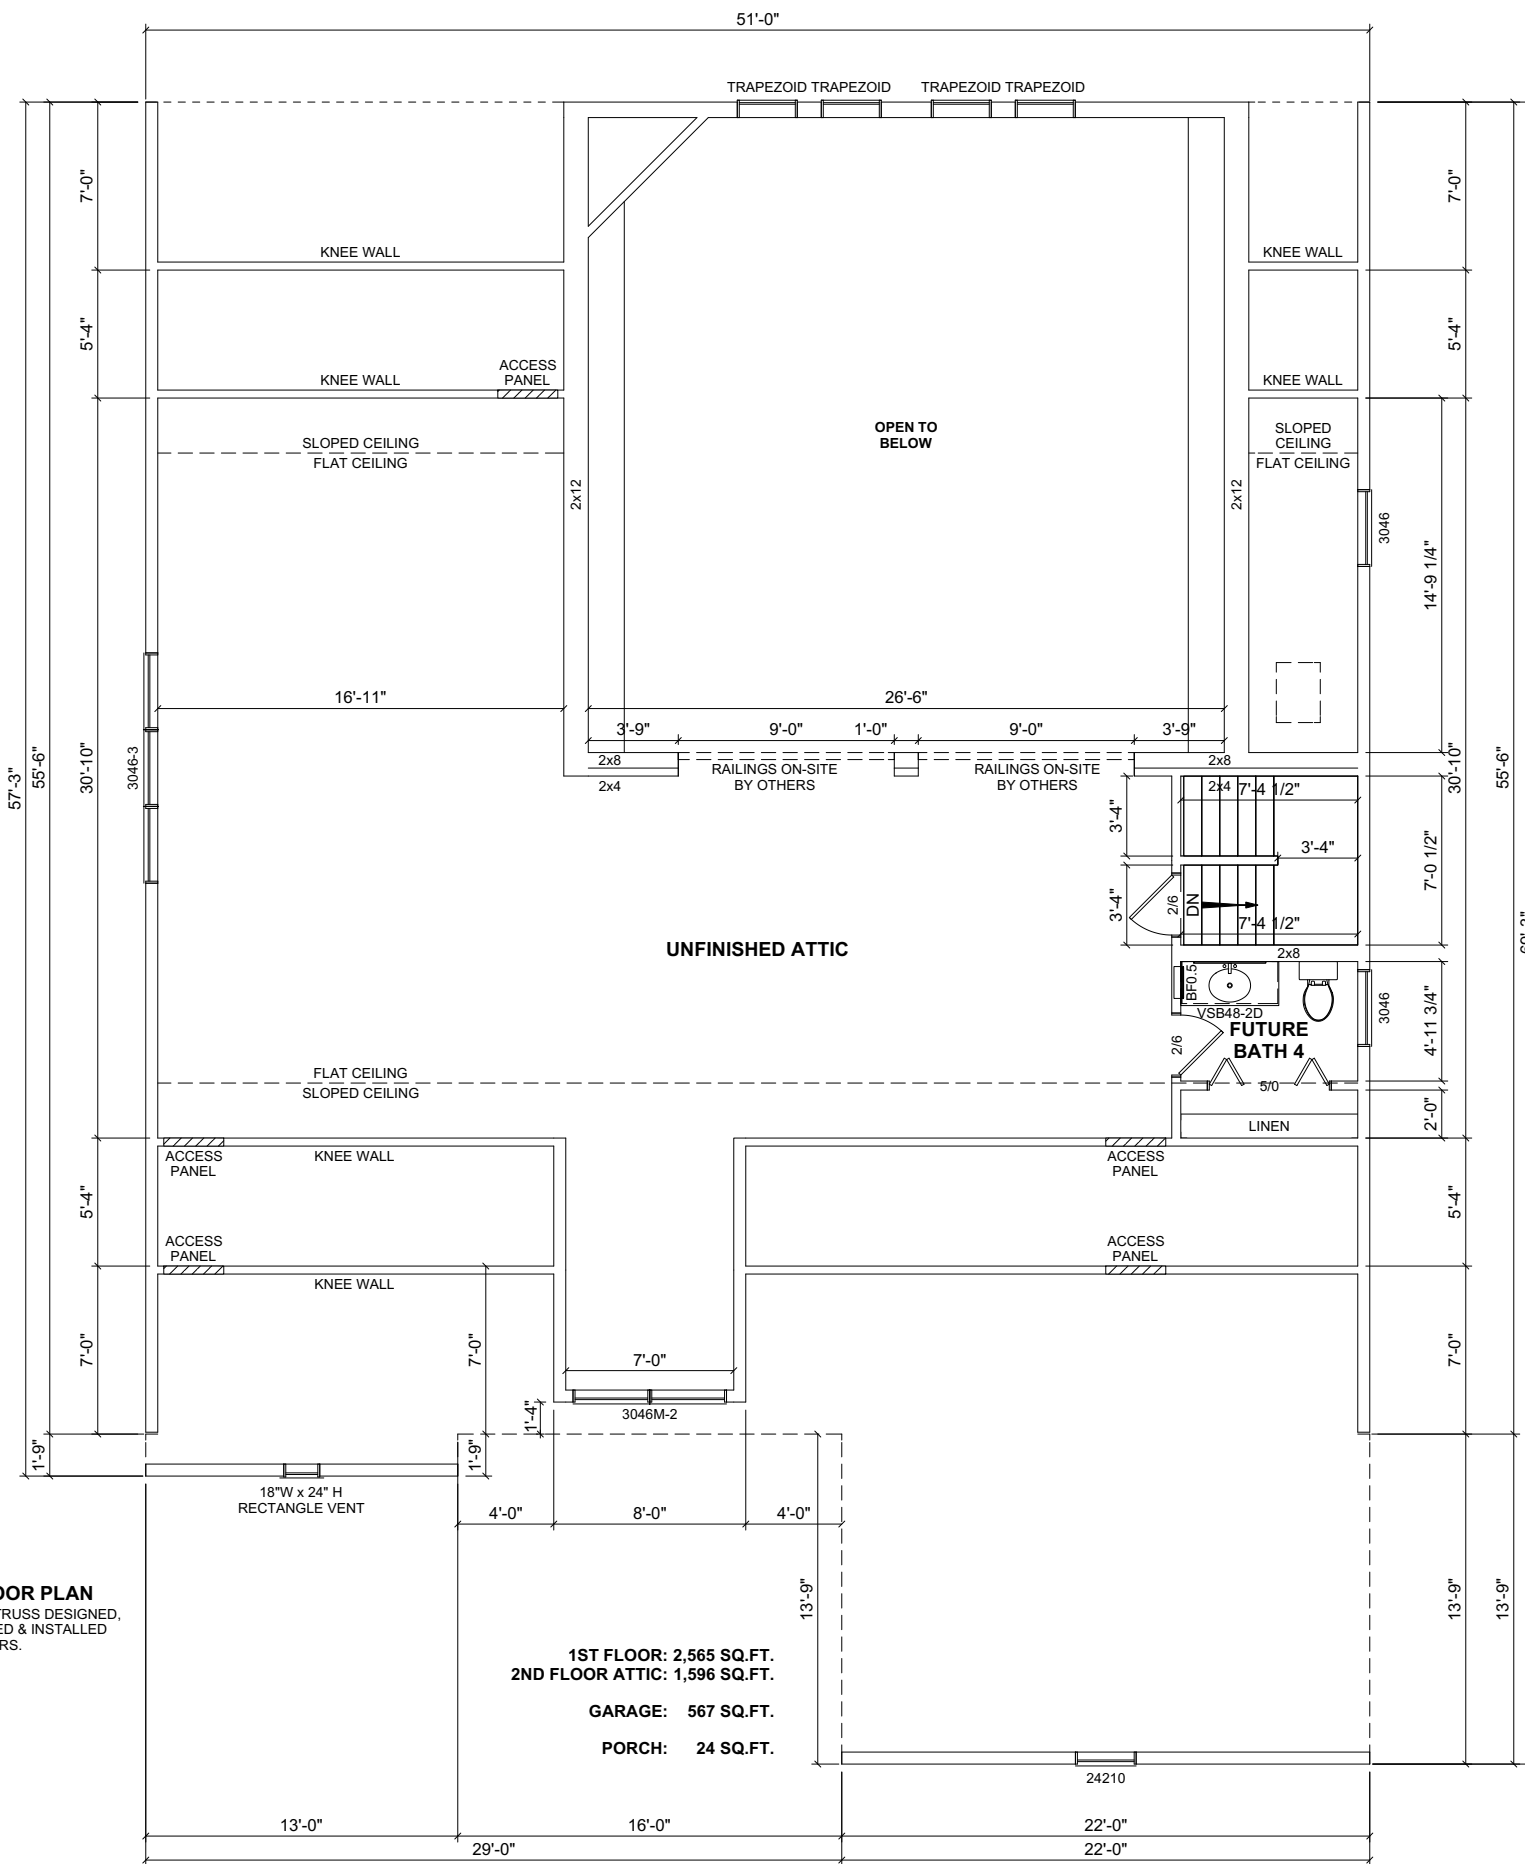 51'-0"
TRAPEZOID TRAPEZOID TRAPEZOID TRAPEZOID
7'-0"
7'-0"
KNEE WALL
KNEE WALL
5'-4"
5'-4"
ACCESS
PANEL
KNEE WALL
KNEE WALL
OPEN TO
BELOW
SLOPED CEILING
FLAT CEILING
SLOPED
CEILING
FLAT CEILING
2x12
2x12
3046
14'-9 1/4"
16'-11"
26'-6"
3'-9"
9'-0"
1'-0"
9'-0"
3'-9"
57'-3"
55'-6"
30'-10"
3046-3
30'-10"
55'-6"
2x8
2x4
RAILINGS ON-SITE
BY OTHERS
RAILINGS ON-SITE
BY OTHERS
2x8
2x4
7'-4 1/2"
3'-4"
3'-4"
7'-0 1/2"
3'-4"
2/6
DN
7'-4 1/2"
2x8
UNFINISHED ATTIC
BF0.5
VSB48-2D
FUTURE
BATH 4
3046
4'-11 3/4"
2/6
5/0
FLAT CEILING
SLOPED CEILING
LINEN
2'-0"
ACCESS
PANEL
KNEE WALL
ACCESS
PANEL
5'-4"
5'-4"
ACCESS
PANEL
KNEE WALL
ACCESS
PANEL
7'-0"
7'-0"
7'-0"
7'-0"
1'-4"
3046M-2
1'-9"
1'-9"
18"W x 24" H
RECTANGLE VENT
4'-0"
8'-0"
4'-0"
13'-9"
13'-9"
13'-9"
OOR PLAN
TRUSS DESIGNED,
ED & INSTALLED
RS.
1ST FLOOR: 2,565 SQ.FT.
2ND FLOOR ATTIC: 1,596 SQ.FT.
GARAGE: 567 SQ.FT.
PORCH: 24 SQ.FT.
24210
13'-0"
16'-0"
22'-0"
29'-0"
22'-0"